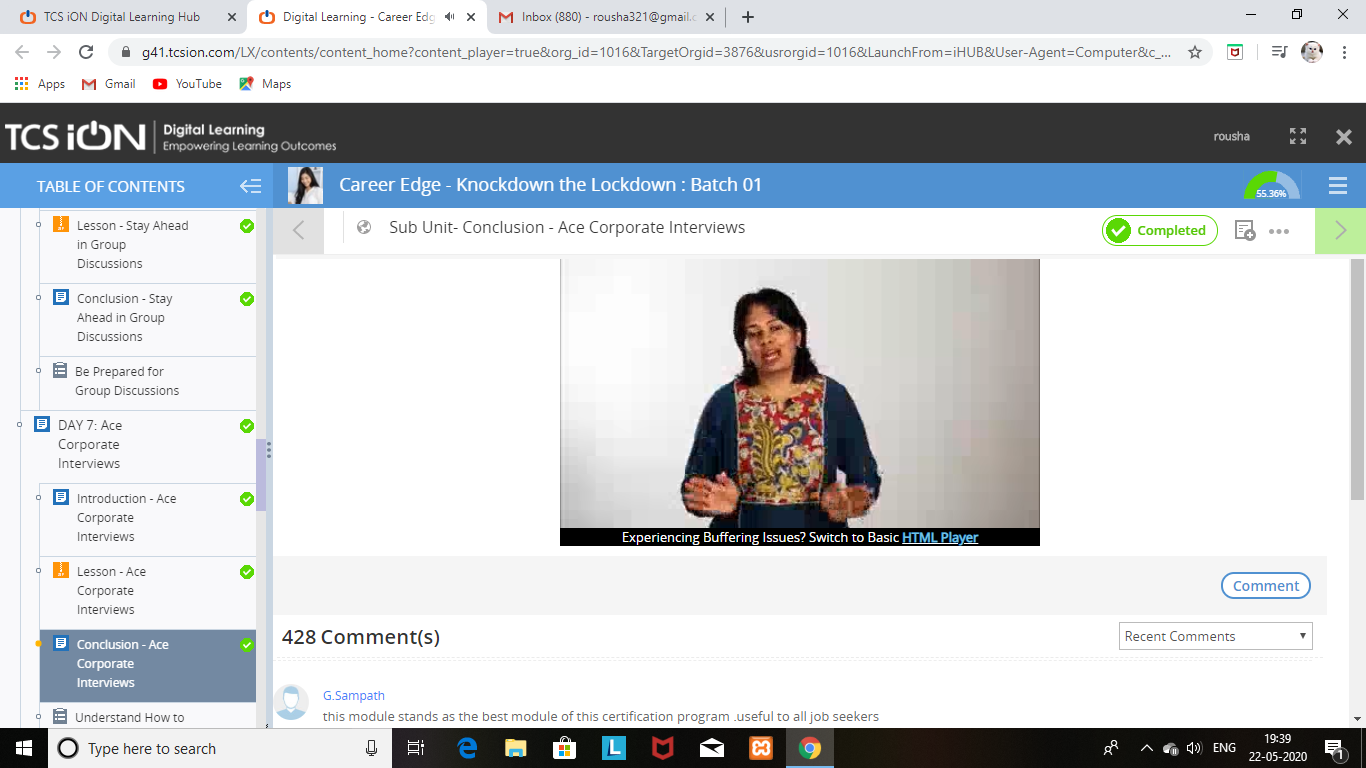 TCS iON Digital Learning Hub
Digital Learning - Career Edg
Inbox (880) - rousha321@gmail.c
g41.tcsion.com/LX/contents/content_home?content_player=true&org_id=1016&TargetOrgid=3876&usrorgid=1016&LaunchFrom=iHUB&User-Agent=Computer&c_...
Apps
Gmail
YouTube
Maps
TCS iON
Digital Learning
Empowering Learning Outcomes
rousha
TABLE OF CONTENTS
Career Edge - Knockdown the Lockdown : Batch 01
55.36%
Lesson - Stay Ahead
in Group
Discussions
Conclusion - Stay
Ahead in Group
Discussions
Be Prepared for
Group Discussions
DAY 7: Ace
Corporate
Interviews
Introduction - Ace
Corporate
Interviews
Lesson - Ace
Corporate
Interviews
Conclusion - Ace
Corporate
Interviews
Understand How to
Sub Unit- Conclusion - Ace Corporate Interviews
Completed
Experiencing Buffering Issues? Switch to Basic HTML Player
Comment
428 Comment(s)
Recent Comments
G.Sampath
this module stands as the best module of this certification program .useful to all job seekers
Type here to search
L
ENG
19:39
22-05-2020
1